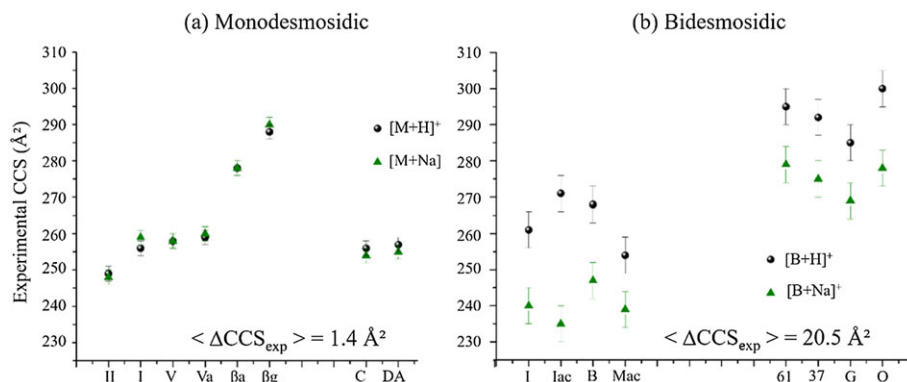 (a) Monodesmosidic
(b) Bidesmosidic
Experimental CCS (Å²)
310
300
290
280
270
260
250
240
230
[M+H]⁺
[M+Na]
< ΔCCSexp > = 1.4 Å²
II I V Va βa βg C DA
310
300
290
280
270
260
250
240
230
[B+H]⁺
[B+Na]⁺
< ΔCCSexp > = 20.5 Å²
I Iac B Mac 61 37 G O